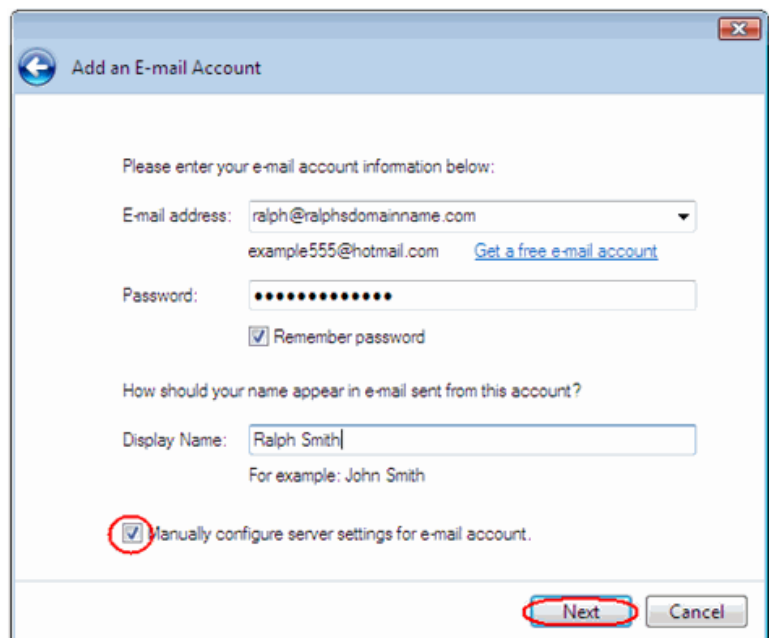 Add an E-mail Account
Please enter your e-mail account information below:
E-mail address: ralph@ralphsdomainname.com
example555@hotmail.com Get a free e-mail account
Password: •••••••••••••
Remember password
How should your name appear in e-mail sent from this account?
Display Name: Ralph Smith
For example: John Smith
Manually configure server settings for e-mail account.
Next Cancel